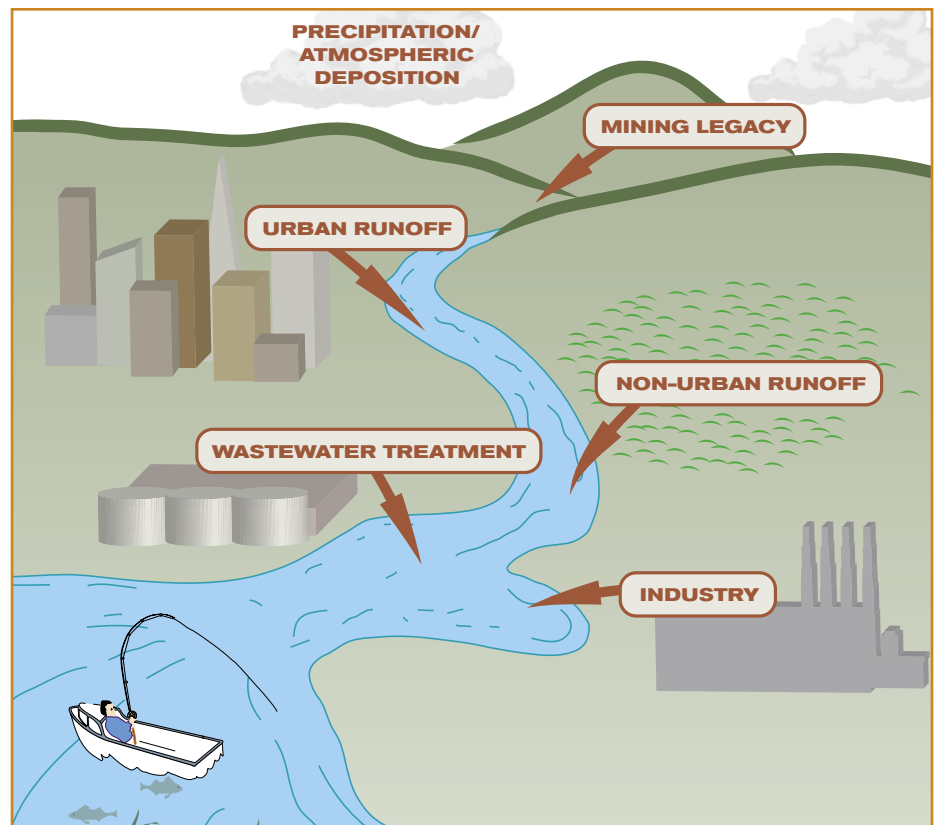 PRECIPITATION/
ATMOSPHERIC
DEPOSITION
MINING LEGACY
URBAN RUNOFF
NON-URBAN RUNOFF
WASTEWATER TREATMENT
INDUSTRY